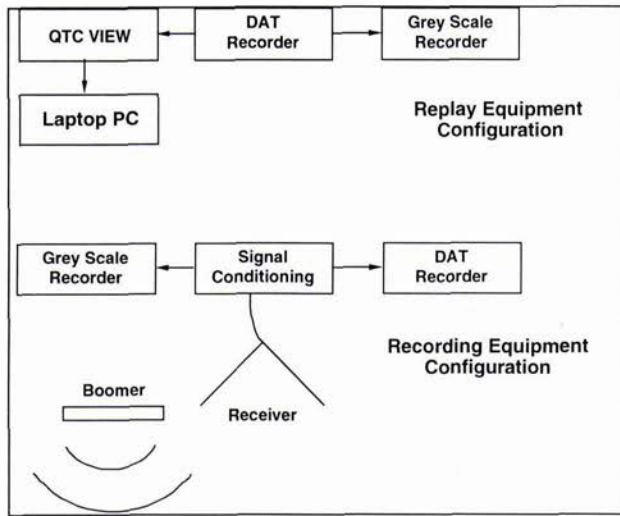 QTC VIEW
DAT
Recorder
Grey Scale
Recorder
Laptop PC
Replay Equipment
Configuration
Grey Scale
Recorder
Signal
Conditioning
DAT
Recorder
Recording Equipment
Configuration
Boomer
Receiver